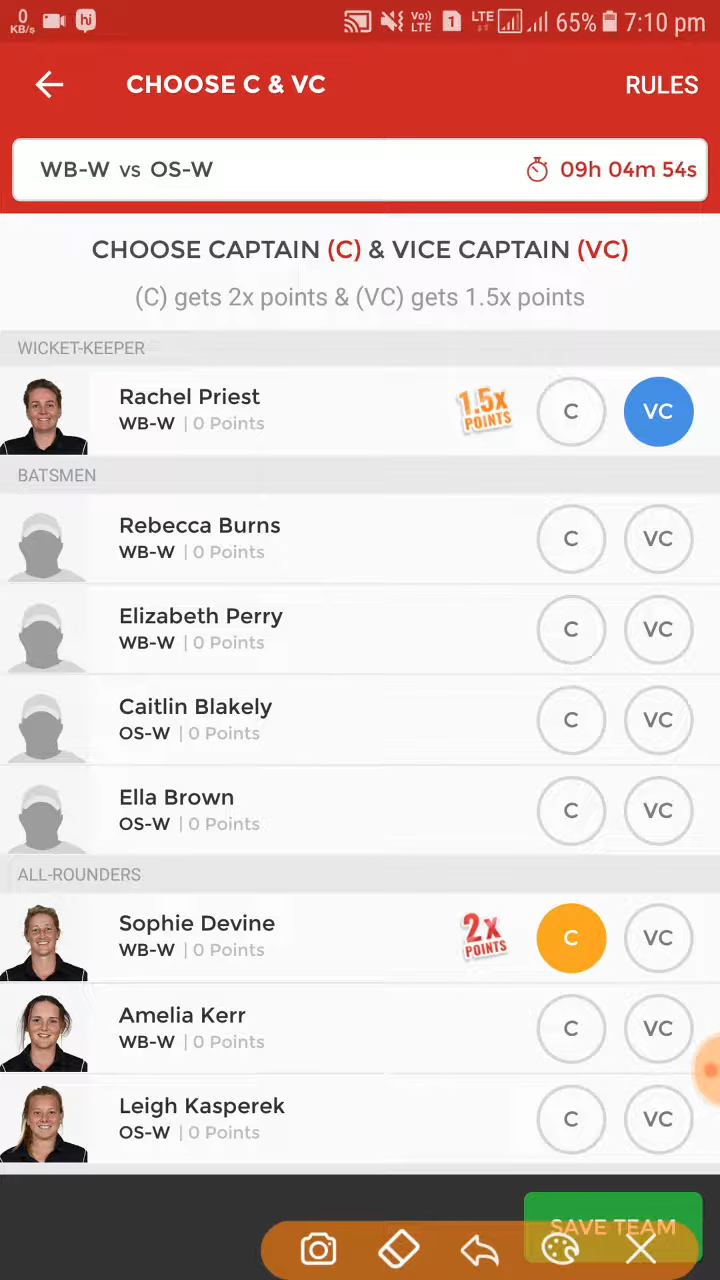 0 KB/s hj Vo) LTE 1 LTE 65% 7:10 pm
CHOOSE C & VC RULES
WB-W vs OS-W 09h 04m 54s
CHOOSE CAPTAIN (C) & VICE CAPTAIN (VC)
(C) gets 2x points & (VC) gets 1.5x points
WICKET-KEEPER
Rachel Priest
WB-W | 0 Points
1.5x POINTS
C VC
BATSMEN
Rebecca Burns
WB-W | 0 Points
C VC
Elizabeth Perry
WB-W | 0 Points
C VC
Caitlin Blakely
OS-W | 0 Points
C VC
Ella Brown
OS-W | 0 Points
C VC
ALL-ROUNDERS
Sophie Devine
WB-W | 0 Points
2x POINTS
C VC
Amelia Kerr
WB-W | 0 Points
C VC
Leigh Kasperek
OS-W | 0 Points
C VC
SAVE TEAM